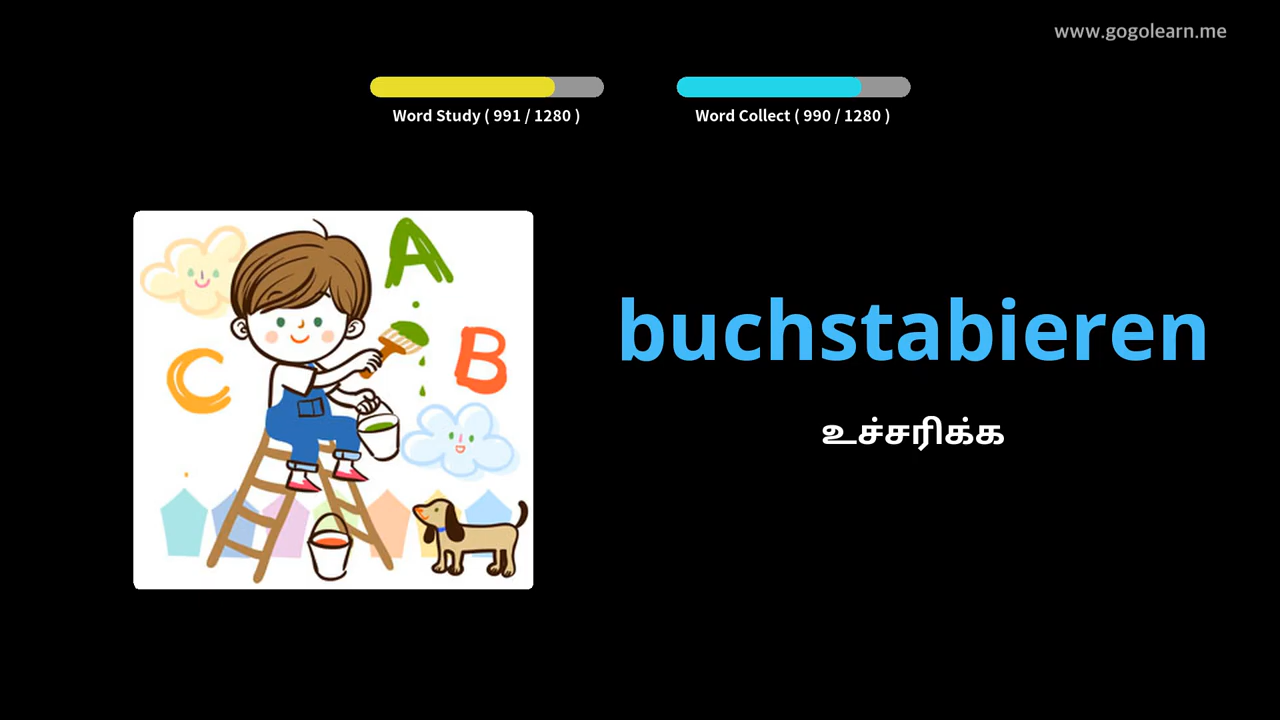 www.gogolearn.me
Word Study ( 991 / 1280 )
Word Collect ( 990 / 1280 )
A
B
C
buchstabieren
உச்சரிக்க